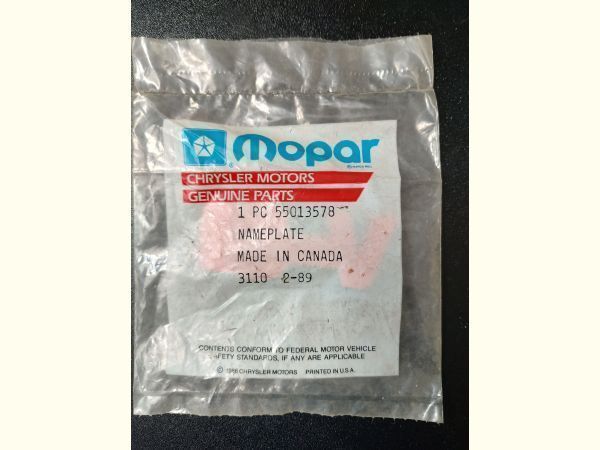 Mopar
CHRYSLER MOTORS
GENUINE PARTS
1 PC 55013578
NAMEPLATE
MADE IN CANADA
3110 2-89
CONTENTS CONFORM TO FEDERAL MOTOR VEHICLE
SAFETY STANDARDS, IF ANY ARE APPLICABLE
© 1986 CHRYSLER MOTORS PRINTED IN U.S.A.